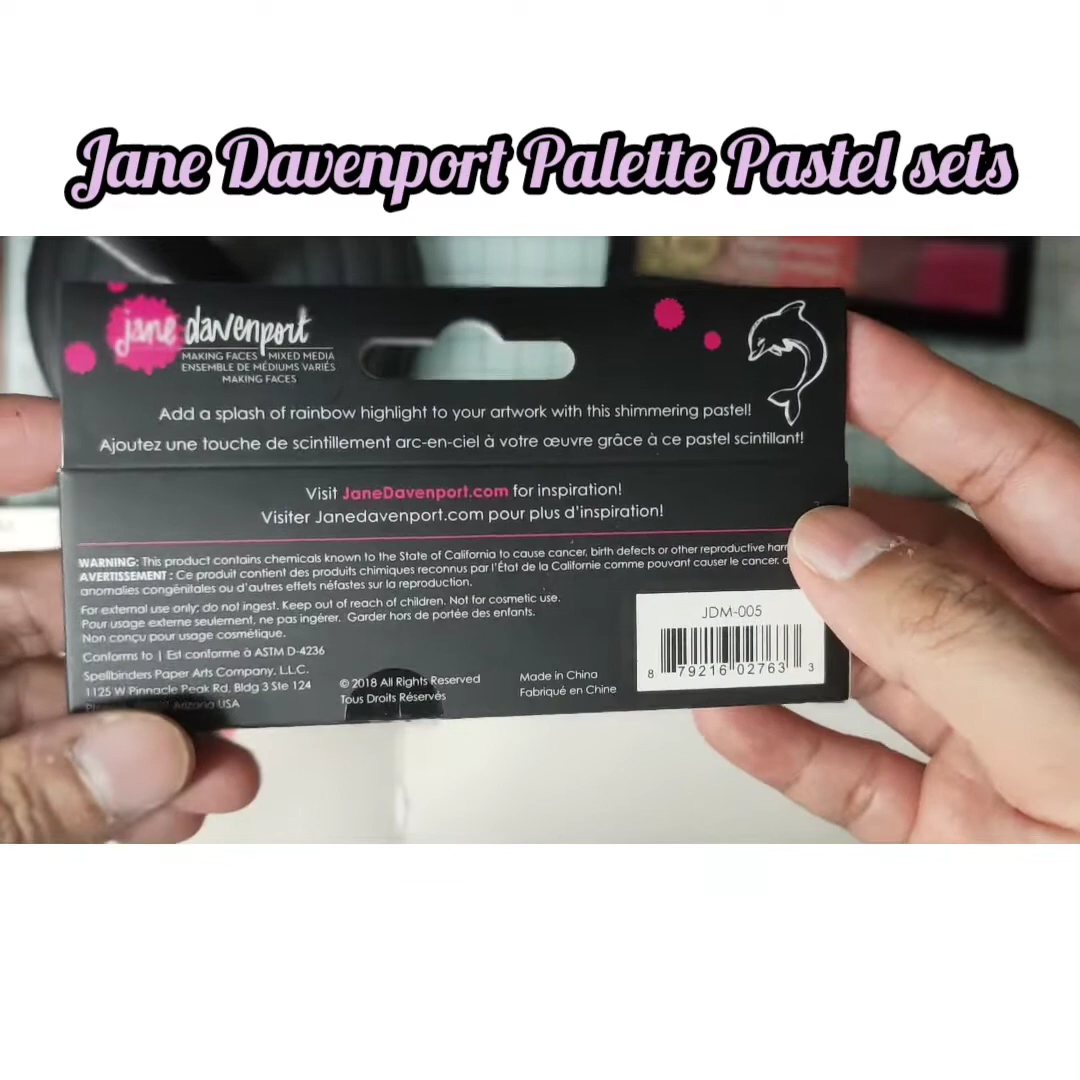 Jane Davenport Palette Pastel sets
jane davenport
MAKING FACES | MIXED MEDIA
ENSEMBLE DE MÉDIUMS VARIÉS
MAKING FACES
Add a splash of rainbow highlight to your artwork with this shimmering pastel!
Ajoutez une touche de scintillement arc-en-ciel à votre œuvre grâce à ce pastel scintillant!
Visit JaneDavenport.com for inspiration!
Visiter Janedavenport.com pour plus d'inspiration!
WARNING: This product contains chemicals known to the State of California to cause cancer, birth defects or other reproductive
AVERTISSEMENT : Ce produit contient des produits chimiques reconnus par l'État de la Californie comme pouvant causer le cancer,
anomalies congénitales ou d'autres effets néfastes sur la reproduction.
For external use only; do not ingest. Keep out of reach of children. Not for cosmetic use.
Pour usage externe seulement, ne pas ingérer. Garder hors de portée des enfants.
Non conçu pour usage cosmétique.
Conforms to | Est conforme à ASTM D-4236
Spellbinders Paper Arts Company, L.L.C.
1125 W Pinnacle Peak Rd. Bldg 3 Ste 124
Arizona USA
© 2018 All Rights Reserved
Tous Droits Réservés
Made in China
Fabriqué en Chine
JDM-005
8 79216 02763 3